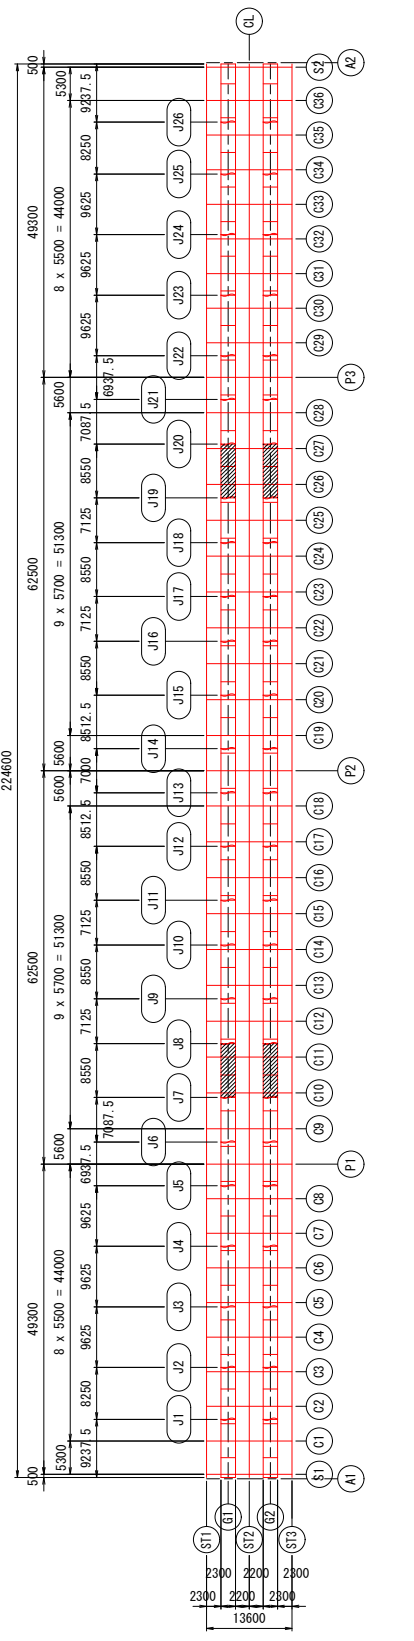 224600
500 49300 62500 62500 49300 500
5300 8 x 5500 = 44000 5600 9 x 5700 = 51300 5600 5600 9 x 5700 = 51300 5600 8 x 5500 = 44000 5300
9237.5 8250 9625 9625 9625 6937.5 7087.5 8550 7125 8550 7125 8550 8512.5 7000 8512.5 8550 7125 8550 7125 8550 7087.5 6937.5 9625 9625 9625 8250 9237.5
J1 J2 J3 J4 J5 J6 J7 J8 J9 J10 J11 J12 J13 J14 J15 J16 J17 J18 J19 J20 J21 J22 J23 J24 J25 J26
ST1
G1
ST2
G2
ST3
CL
2300 2300 2200 2200 2300 2300
13600
S1 C1 C2 C3 C4 C5 C6 C7 C8 C9 C10 C11 C12 C13 C14 C15 C16 C17 C18 C19 C20 C21 C22 C23 C24 C25 C26 C27 C28 C29 C30 C31 C32 C33 C34 C35 C36 S2
A1 P1 P2 P3 A2